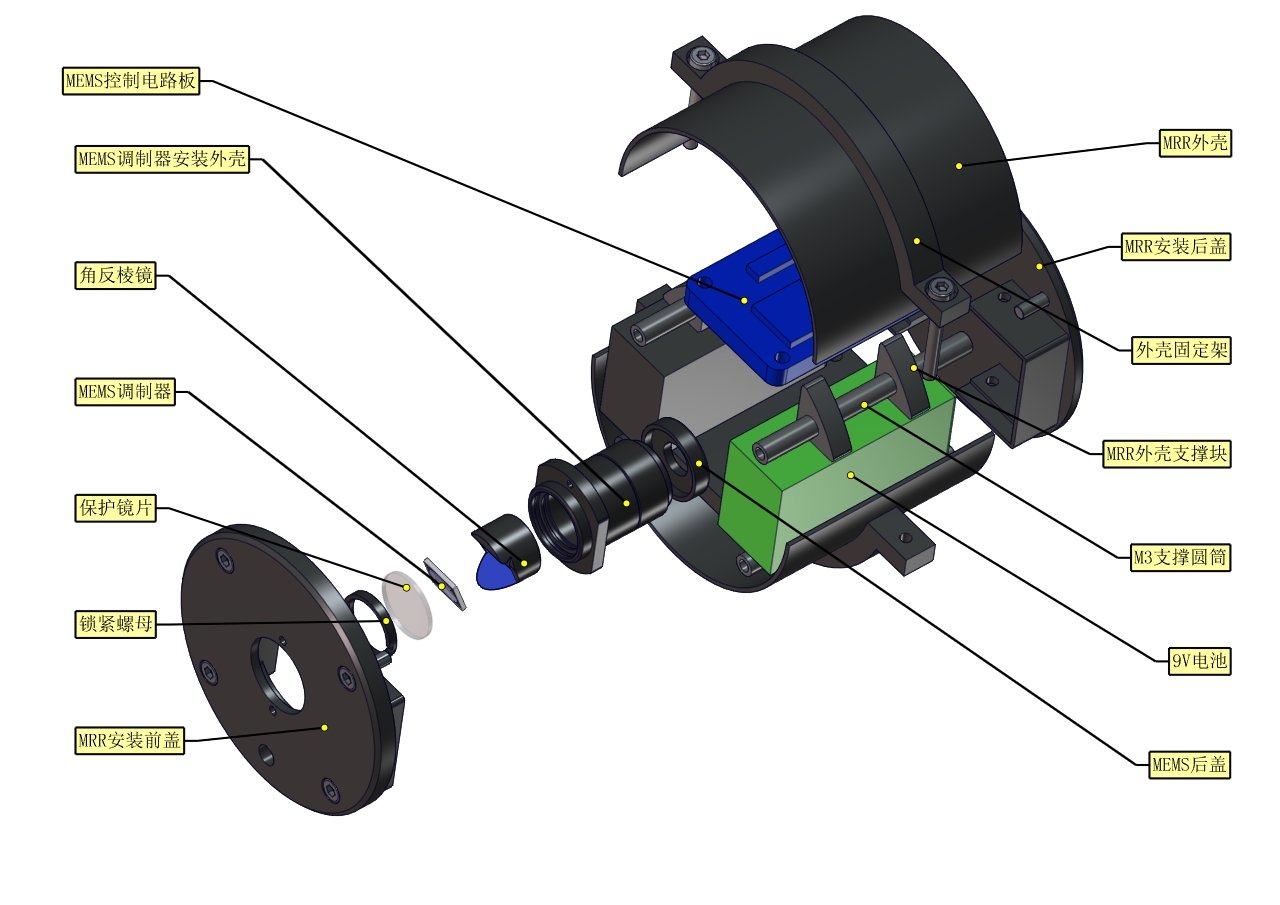 MEMS控制电路板
MEMS调制器安装外壳
角反棱镜
MEMS调制器
保护镜片
锁紧螺母
MRR安装前盖
MRR外壳
MRR安装后盖
外壳固定架
MRR外壳支撑块
M3支撑圆筒
9V电池
MEMS后盖